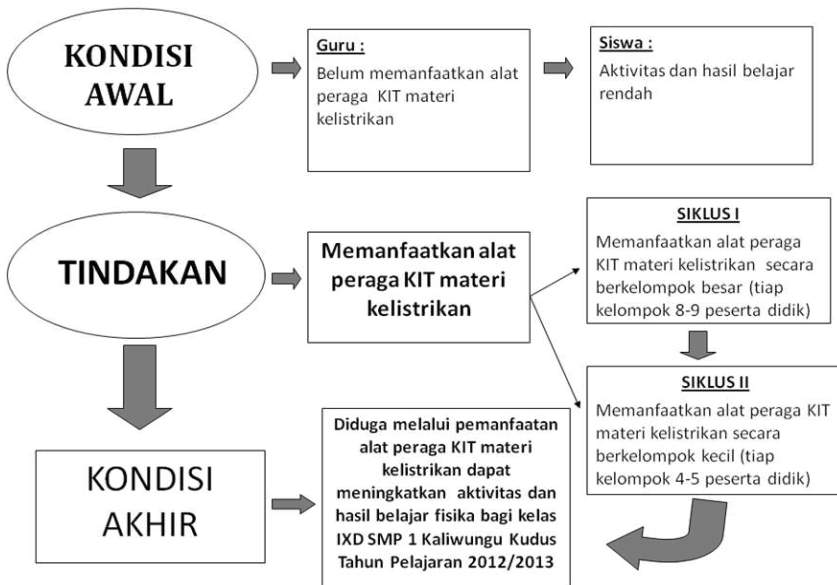 KONDISI
AWAL
Guru :
Belum memanfaatkan alat
peraga KIT materi
kelistrikan
Siswa :
Aktivitas dan hasil belajar
rendah
TINDAKAN
Memanfaatkan alat
peraga KIT materi
kelistrikan
SIKLUS I
Memanfaatkan alat peraga
KIT materi kelistrikan secara
berkelompok besar (tiap
kelompok 8-9 peserta didik)
SIKLUS II
Memanfaatkan alat peraga KIT
materi kelistrikan secara
berkelompok kecil (tiap
kelompok 4-5 peserta didik)
KONDISI
AKHIR
Diduga melalui pemanfaatan
alat peraga KIT materi
kelistrikan dapat
meningkatkan aktivitas dan
hasil belajar fisika bagi kelas
IXD SMP 1 Kaliwungu Kudus
Tahun Pelajaran 2012/2013